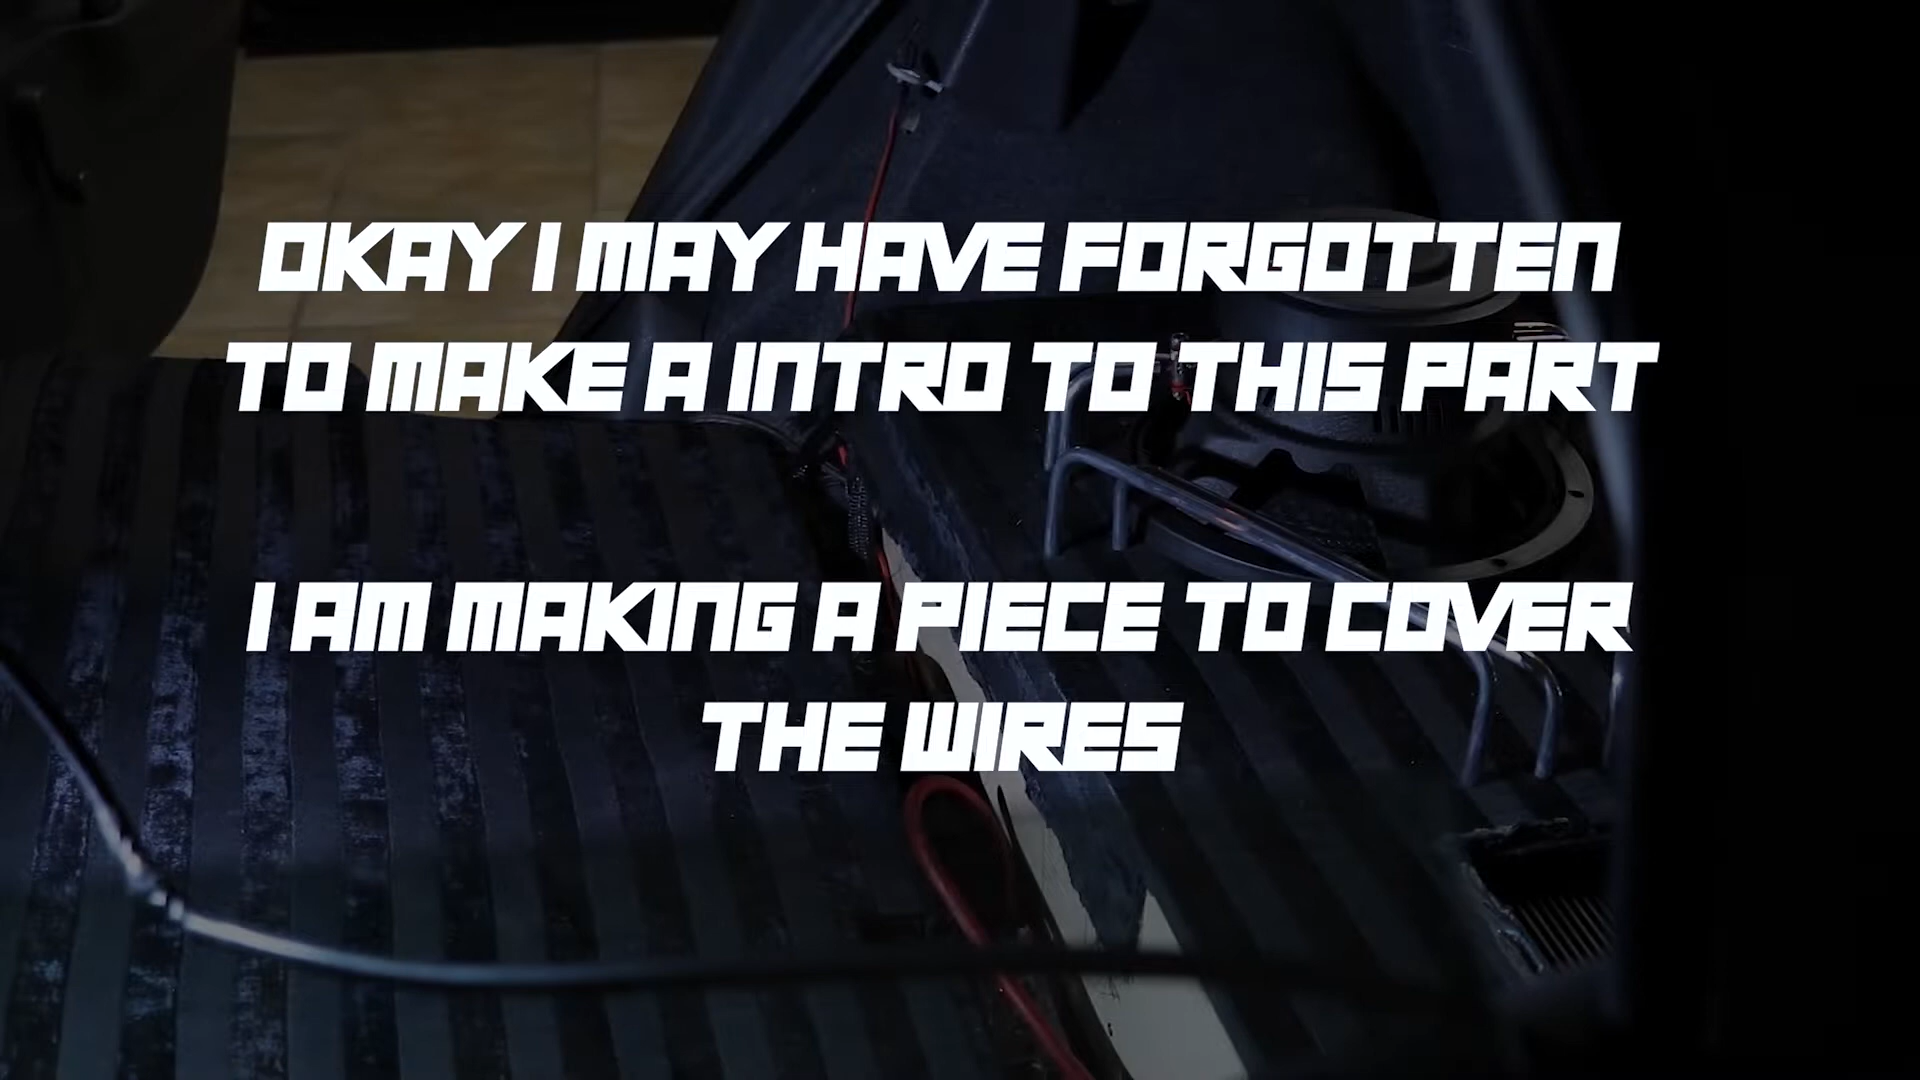 OKAY I MAY HAVE FORGOTTEN
TO MAKE A INTRO TO THIS PART
I AM MAKING A PIECE TO COVER
THE WIRES